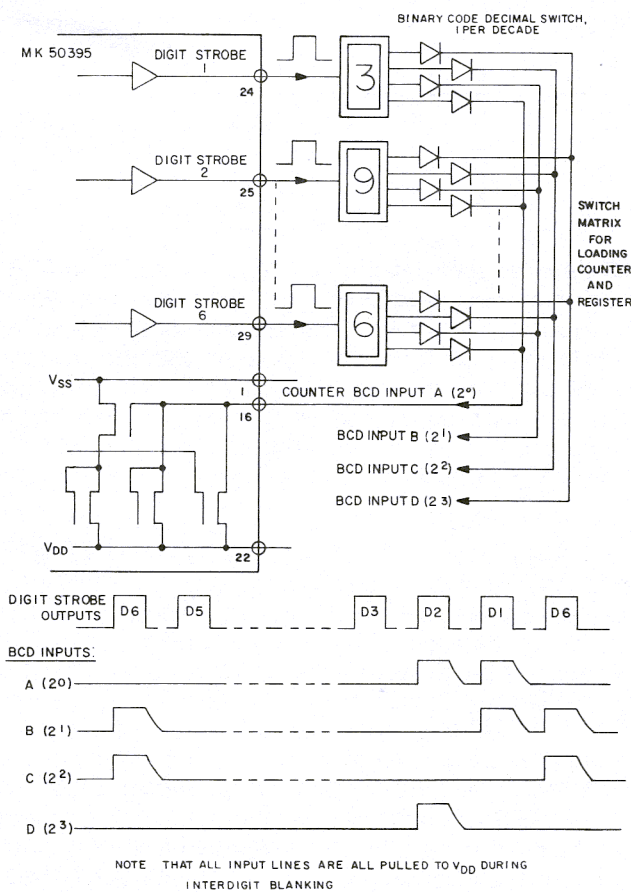 BINARY CODE DECIMAL SWITCH,
1 PER DECADE
MK 50395
DIGIT STROBE
1
24
3
DIGIT STROBE
2
25
9
SWITCH
MATRIX
FOR
LOADING
COUNTER
AND
REGISTER
DIGIT STROBE
6
29
6
VSS
1
COUNTER BCD INPUT A (2⁰)
16
BCD INPUT B (2¹)
BCD INPUT C (2²)
BCD INPUT D (2³)
VDD
22
DIGIT STROBE
OUTPUTS
D6 D5 D3 D2 D1 D6
BCD INPUTS:
A (2⁰)
B (2¹)
C (2²)
D (2³)
NOTE THAT ALL INPUT LINES ARE ALL PULLED TO VDD DURING
INTERDIGIT BLANKING